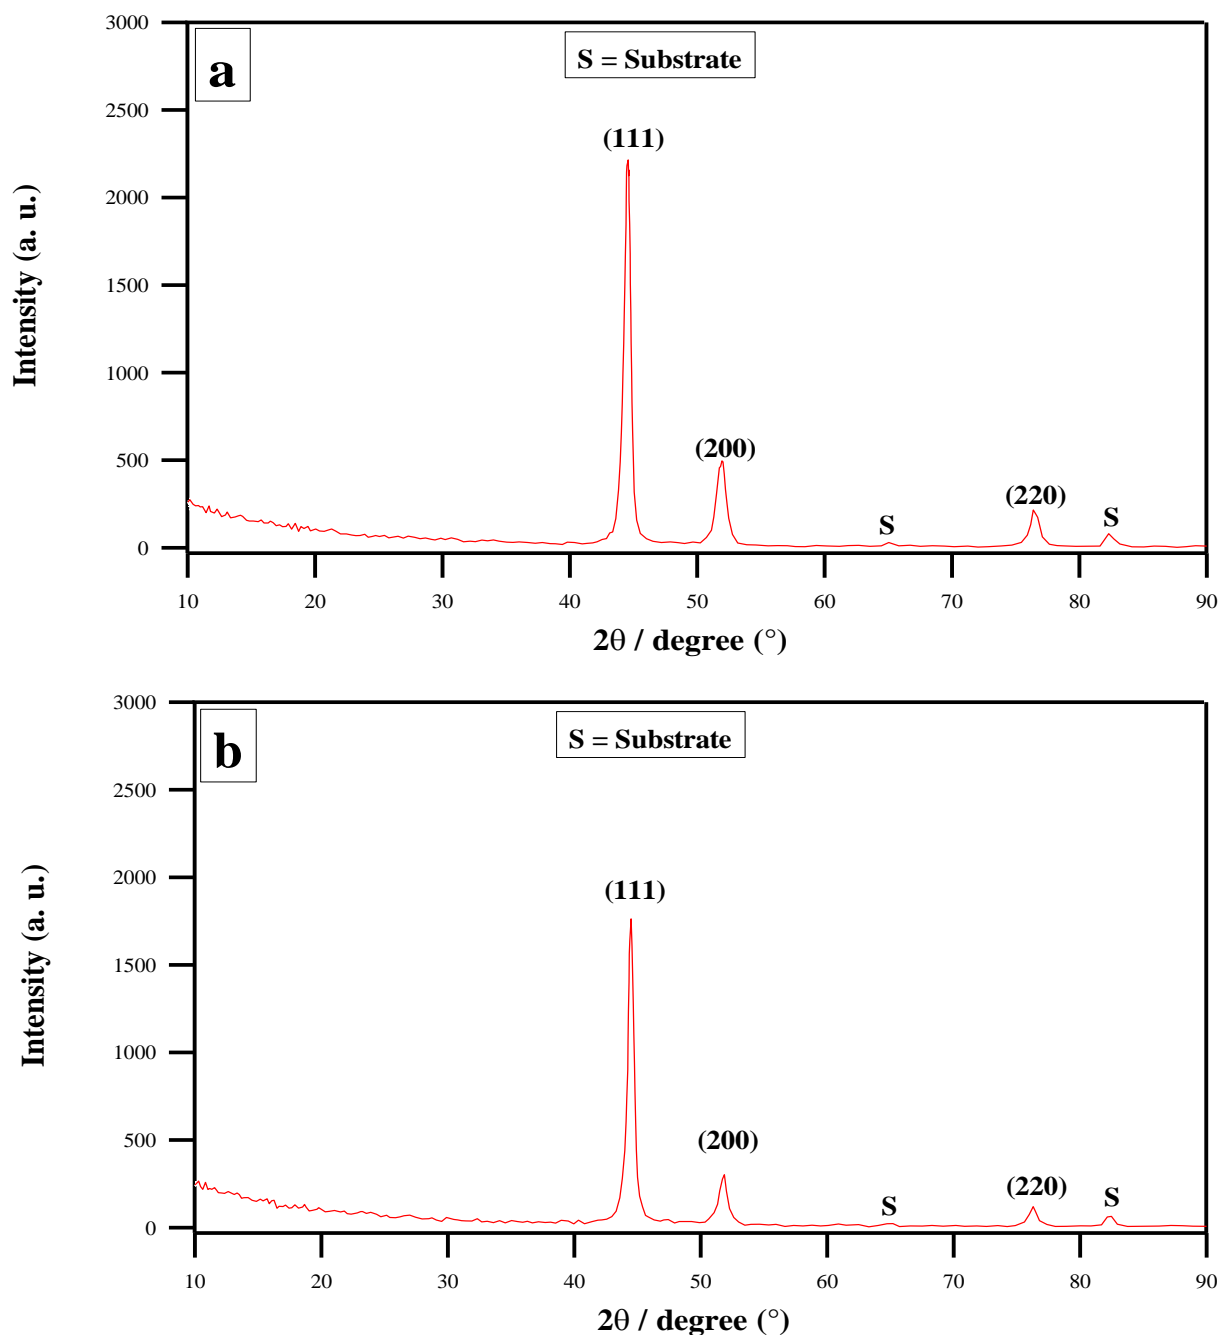 3000
a
S = Substrate
2500
(111)
2000
Intensity (a. u.)
1500
1000
500
(200)
(220)
S
S
0
10 20 30 40 50 60 70 80 90
2θ / degree (°)
3000
b
S = Substrate
2500
2000
(111)
Intensity (a. u.)
1500
1000
500
(200)
(220)
S
S
0
10 20 30 40 50 60 70 80 90
2θ / degree (°)